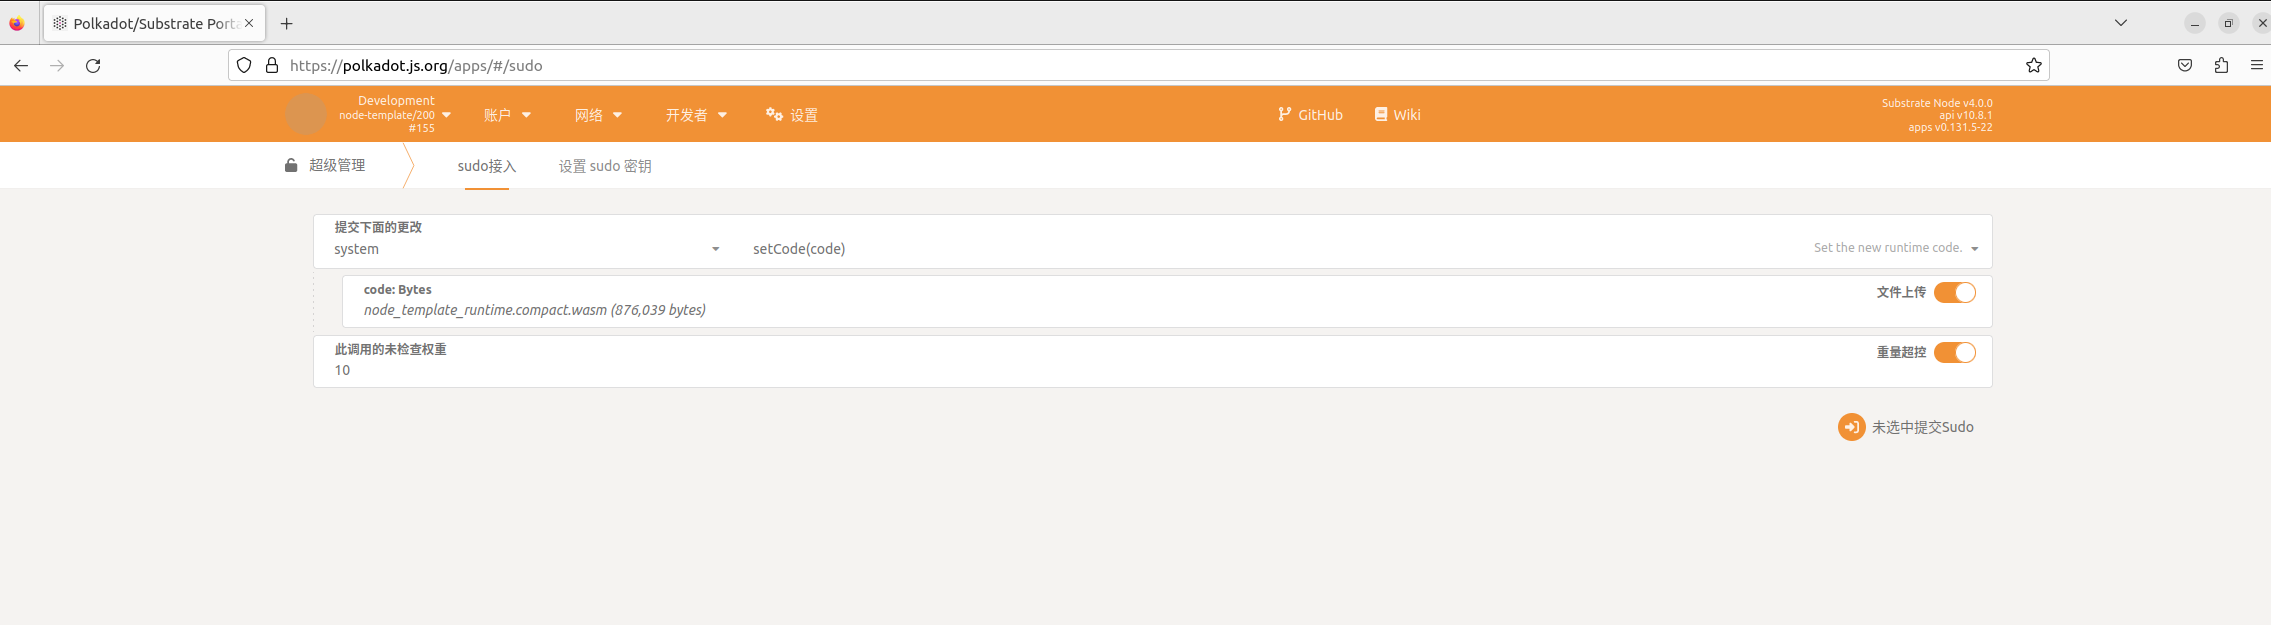 Polkadot/Substrate Porta
https://polkadot.js.org/apps/#/sudo
Development
node-template/200
#155
账户
网络
开发者
设置
GitHub
Wiki
Substrate Node v4.0.0
api v10.8.1
apps v0.131.5-22
超级管理
sudo接入
设置 sudo 密钥
提交下面的更改
system
setCode(code)
Set the new runtime code.
code: Bytes
文件上传
node_template_runtime.compact.wasm (876,039 bytes)
此调用的未检查权重
重量超控
10
未选中提交Sudo